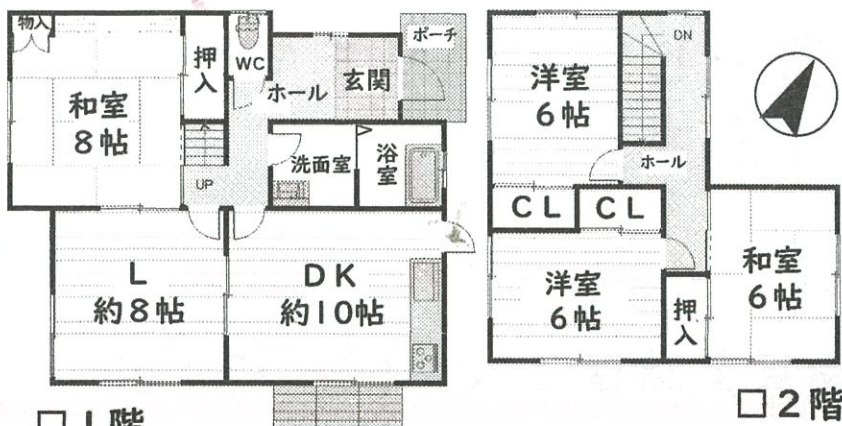 物入
和室
8帖
押入
WC
ホール
玄関
ポーチ
UP
洗面室
浴室
L
約8帖
DK
約10帖
□1階
洋室
6帖
DN
ホール
CL
CL
洋室
6帖
押入
和室
6帖
□2階